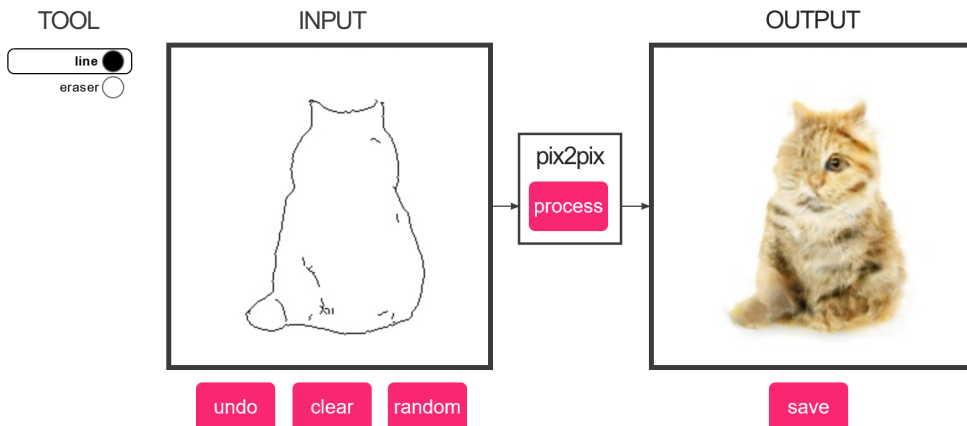 TOOL
INPUT
OUTPUT
line
eraser
pix2pix
process
undo
clear
random
save